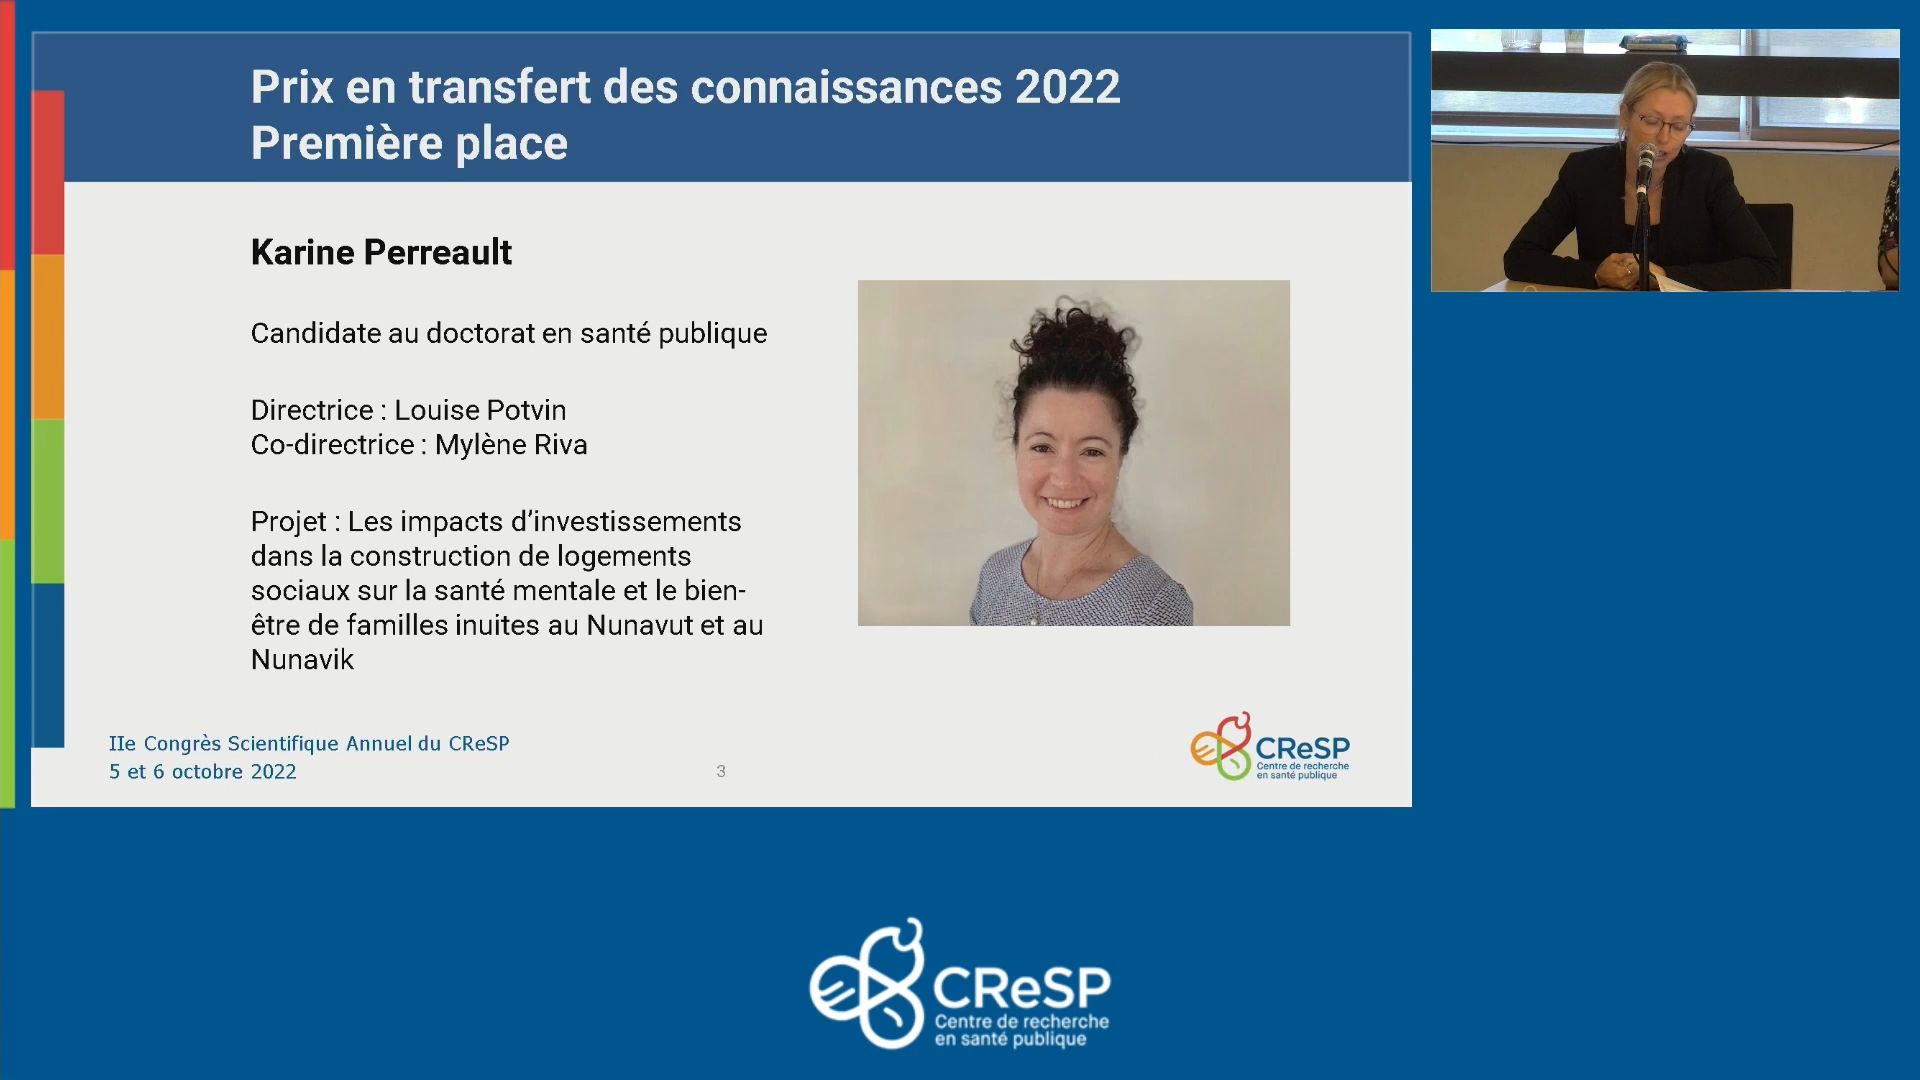 Prix en transfert des connaissances 2022
Première place
Karine Perreault
Candidate au doctorat en santé publique
Directrice : Louise Potvin
Co-directrice : Mylène Riva
Projet : Les impacts d’investissements
dans la construction de logements
sociaux sur la santé mentale et le bien-
être de familles inuites au Nunavut et au
Nunavik
IIe Congrès Scientifique Annuel du CReSP
5 et 6 octobre 2022
3
CReSP
Centre de recherche
en santé publique
CReSP
Centre de recherche
en santé publique